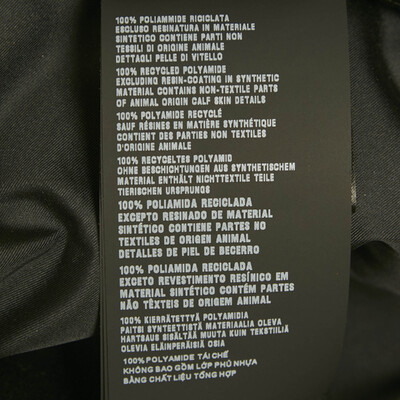 100% POLIAMMIDE RICICLATA
ESCLUSO RESINATURA IN MATERIALE
SINTETICO CONTIENE PARTI NON
TESSILI DI ORIGINE ANIMALE
DETTAGLI PELLE DI VITELLO
100% RECYCLED POLYAMIDE
EXCLUDING RESIN-COATING IN SYNTHETIC
MATERIAL CONTAINS NON-TEXTILE PARTS
OF ANIMAL ORIGIN CALF SKIN DETAILS
100% POLYAMIDE RECYCLÉ
SAUF RÉSINES EN MATIÈRE SYNTHÉTIQUE
CONTIENT DES PARTIES NON TEXTILES
D'ORIGINE ANIMALE
100% RECYCELTES POLYAMID
OHNE BESCHICHTUNGEN AUS SYNTHETISCHEM
MATERIAL ENTHÄLT NICHTTEXTILE TEILE
TIERISCHEN URSPRUNGS
100% POLIAMIDA RECICLADA
EXCEPTO RESINADO DE MATERIAL
SINTÉTICO CONTIENE PARTES NO
TEXTILES DE ORIGEN ANIMAL
DETALLES DE PIEL DE BECERRO
100% POLIAMIDA RECICLADA
EXCETO REVESTIMENTO RESÍNICO EM
MATERIAL SINTÉTICO CONTÉM PARTES
NÃO TÊXTEIS DE ORIGEM ANIMAL
100% KIERRÄTETTYÄ POLYAMIDIA
PAITSI SYNTEETTISTÄ MATERIAALIA OLEVA
HARTSAUS SISÄLTÄÄ MUUTA KUIN TEKSTIILIÄ
OLEVIA ELÄINPERÄISIÄ OSIA
100% POLYAMIDE TÁI CHẾ
KHÔNG BAO GỒM LỚP PHỦ NHỰA
BẰNG CHẤT LIỆU TỔNG HỢP